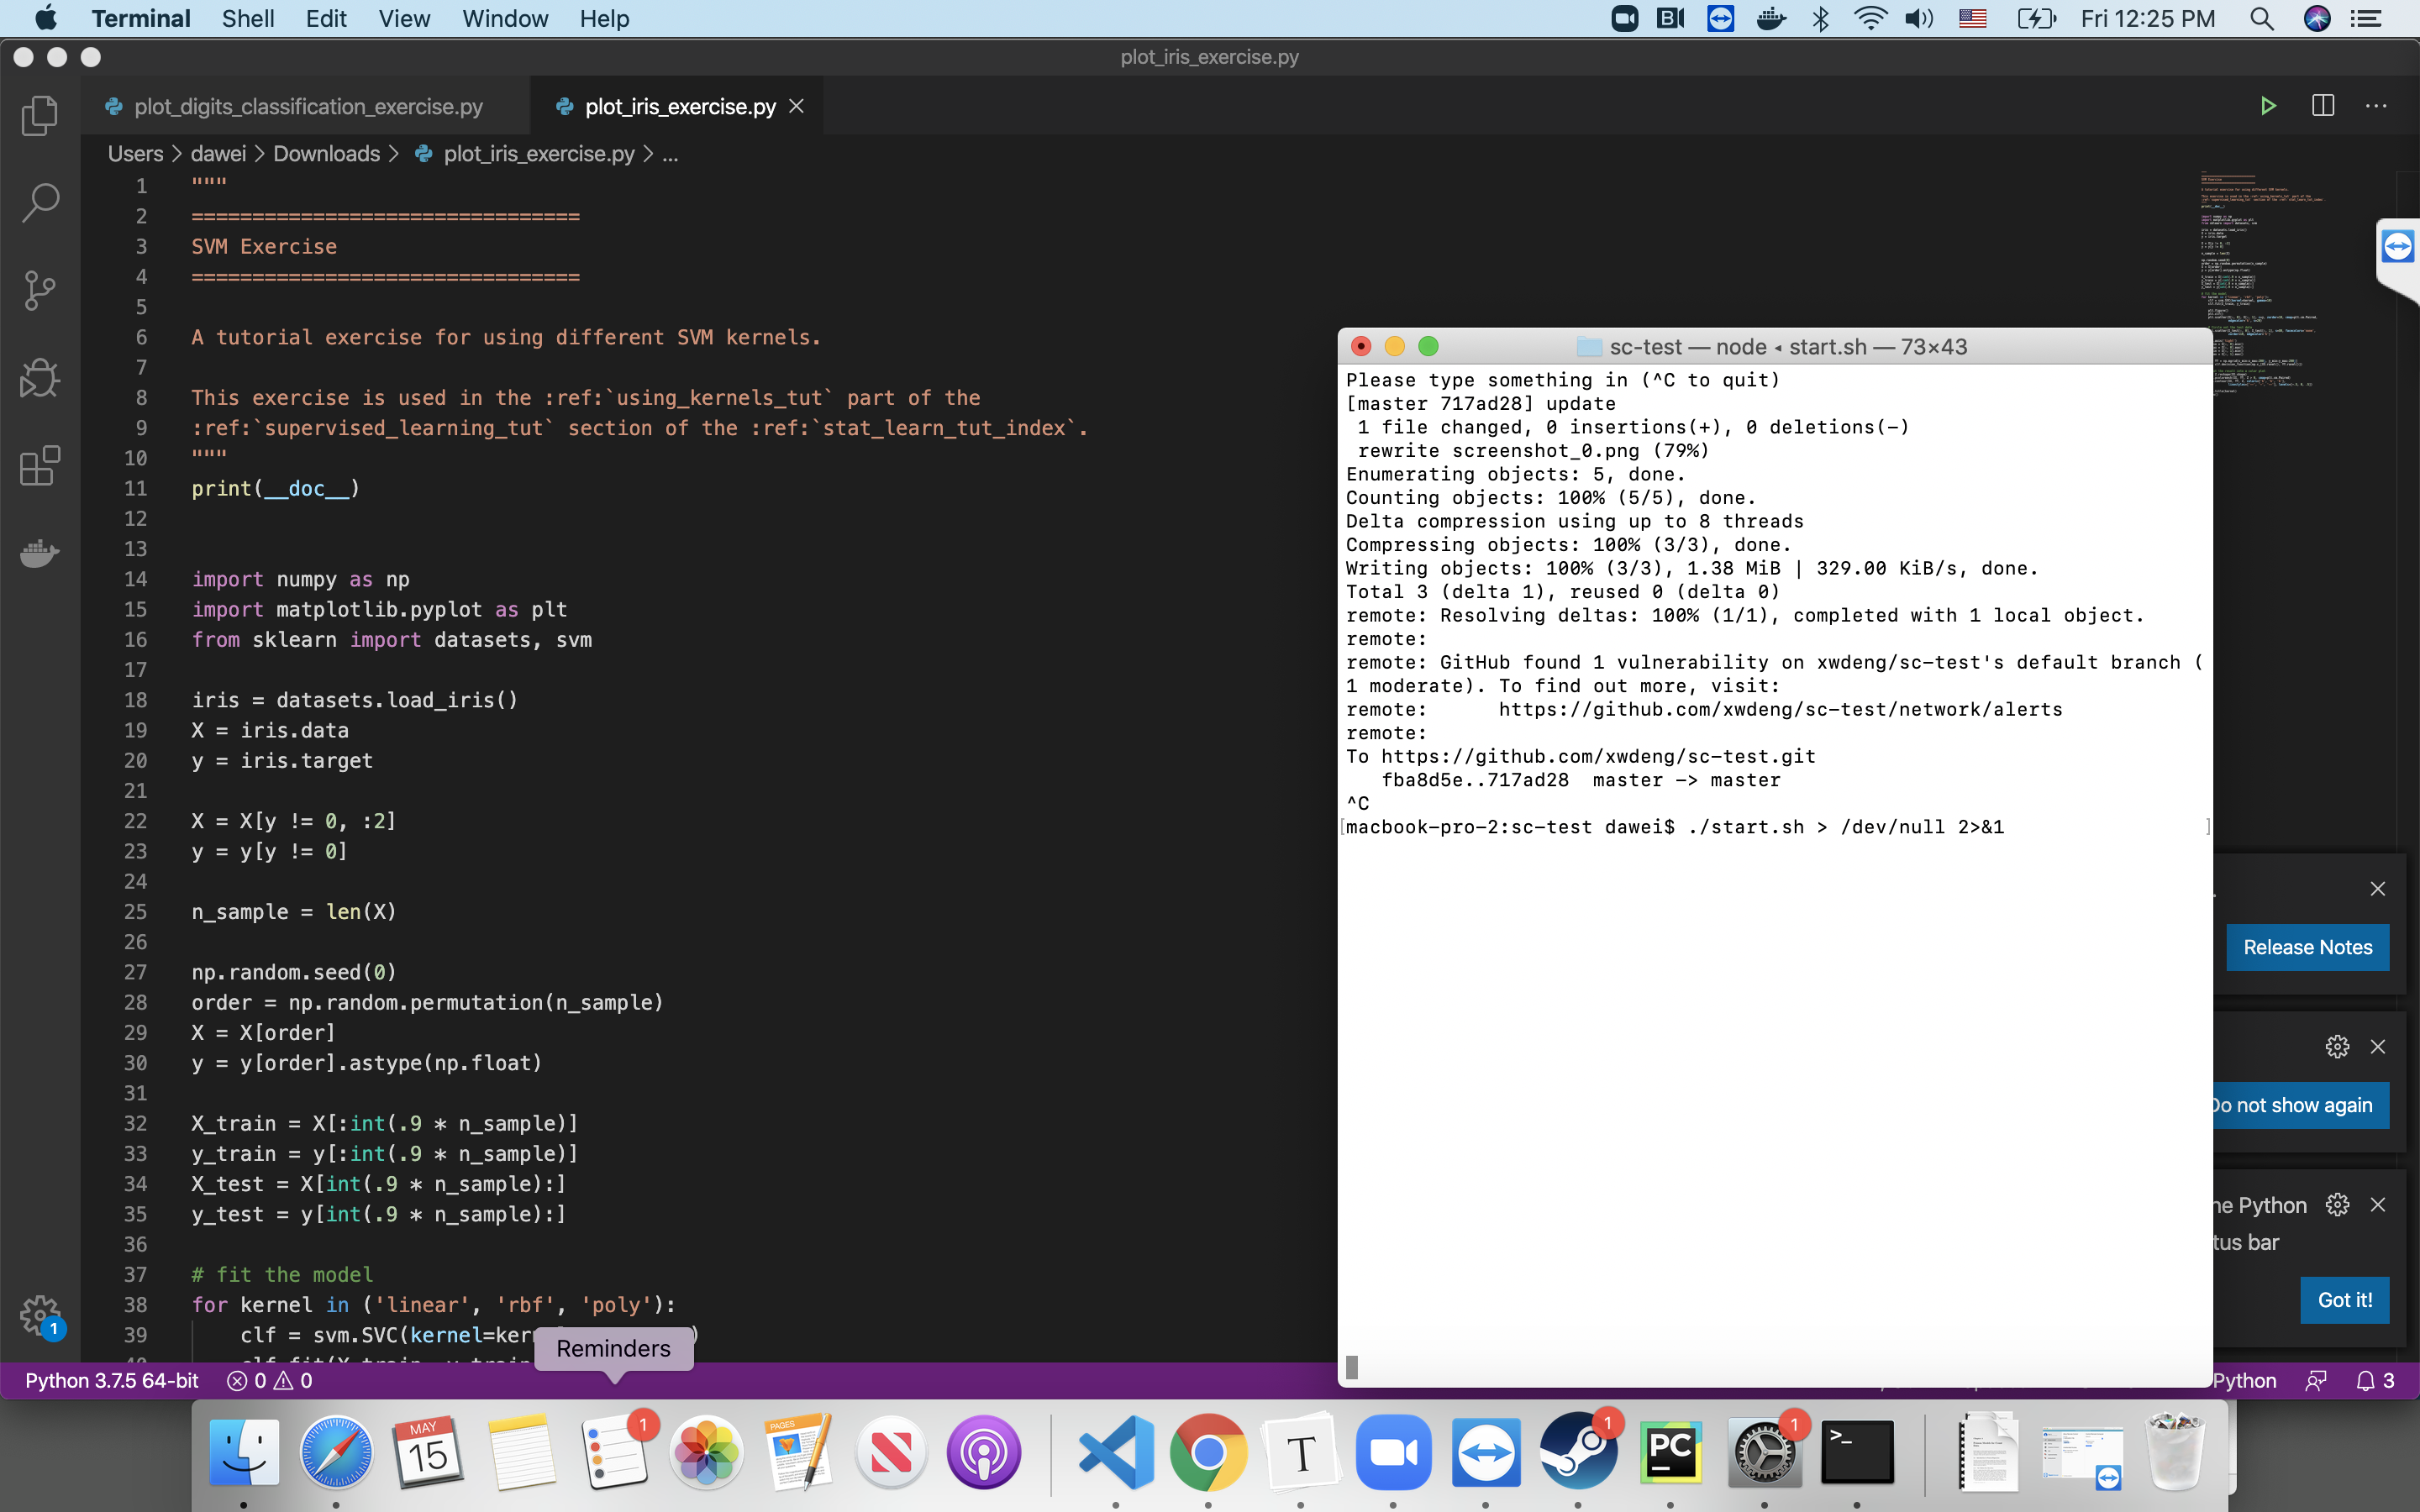 Terminal Shell Edit View Window Help
Fri 12:25 PM
plot_iris_exercise.py
plot_digits_classification_exercise.py
plot_iris_exercise.py
Users > dawei > Downloads > plot_iris_exercise.py > ...
1 """
2 ================================
3 SVM Exercise
4 ================================
5
6 A tutorial exercise for using different SVM kernels.
7
8 This exercise is used in the :ref:`using_kernels_tut` part of the
9 :ref:`supervised_learning_tut` section of the :ref:`stat_learn_tut_index`.
10 """
11 print(__doc__)
12
13
14 import numpy as np
15 import matplotlib.pyplot as plt
16 from sklearn import datasets, svm
17
18 iris = datasets.load_iris()
19 X = iris.data
20 y = iris.target
21
22 X = X[y != 0, :2]
23 y = y[y != 0]
24
25 n_sample = len(X)
26
27 np.random.seed(0)
28 order = np.random.permutation(n_sample)
29 X = X[order]
30 y = y[order].astype(np.float)
31
32 X_train = X[:int(.9 * n_sample)]
33 y_train = y[:int(.9 * n_sample)]
34 X_test = X[int(.9 * n_sample):]
35 y_test = y[int(.9 * n_sample):]
36
37 # fit the model
38 for kernel in ('linear', 'rbf', 'poly'):
39 clf = svm.SVC(kernel=ker
Reminders
Python 3.7.5 64-bit 0 0
sc-test — node ◂ start.sh — 73×43
Please type something in (^C to quit)
[master 717ad28] update
1 file changed, 0 insertions(+), 0 deletions(-)
rewrite screenshot_0.png (79%)
Enumerating objects: 5, done.
Counting objects: 100% (5/5), done.
Delta compression using up to 8 threads
Compressing objects: 100% (3/3), done.
Writing objects: 100% (3/3), 1.38 MiB | 329.00 KiB/s, done.
Total 3 (delta 1), reused 0 (delta 0)
remote: Resolving deltas: 100% (1/1), completed with 1 local object.
remote:
remote: GitHub found 1 vulnerability on xwdeng/sc-test's default branch (
1 moderate). To find out more, visit:
remote:      https://github.com/xwdeng/sc-test/network/alerts
remote:
To https://github.com/xwdeng/sc-test.git
fba8d5e..717ad28  master -> master
^C
[macbook-pro-2:sc-test dawei$ ./start.sh > /dev/null 2>&1 ]
Release Notes
Do not show again
he Python
tus bar
Got it!
Python 3
1
MAY
15
1
PAGES
T
1
PC
1
>_